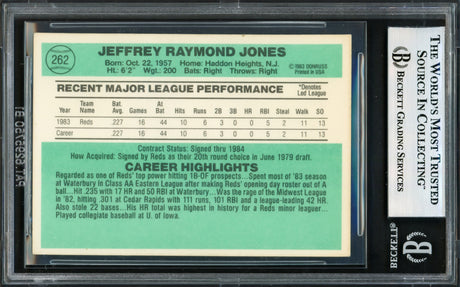 262
JEFFREY RAYMOND JONES
Born: Oct. 22, 1957 Home: Haddon Heights, N.J.
Ht.: 6'2" Wgt.: 200 Bats: Right Throws: Right
© 1983 DONRUSS
Printed in USA
RECENT MAJOR LEAGUE PERFORMANCE
*Denotes Led League
Year Team Name Bat. Avg. Games At Bat Hits Runs 2B 3B HR RBI Steal Walk SO
1983 Reds .227 16 44 10 6 3 0 0 5 2 11 13
Career .227 16 44 10 6 3 0 0 5 2 11 13
Contract Status: Signed thru 1984
How Acquired: Signed by Reds as their 20th round choice in June 1979 draft.
CAREER HIGHLIGHTS
Regarded as one of Reds' top power hitting 1B-OF prospects... Spent most of '83 season
at Waterbury in Class AA Eastern League after making Reds' opening day roster out of A
ball... Hit .235 with 17 HR and 50 RBI at Waterbury... Was the rage of the Midwest League
in '82, hitting .301 at Cedar Rapids with 111 runs, 101 RBI and a league-leading 42 HR.
Also stole 22 bases... His HR total was highest in history for a Reds minor leaguer...
Played collegiate baseball at U. of Iowa.
THE WORLD'S MOST TRUSTED
SOURCE IN COLLECTING™
BECKETT GRADING SERVICES
BECKETT